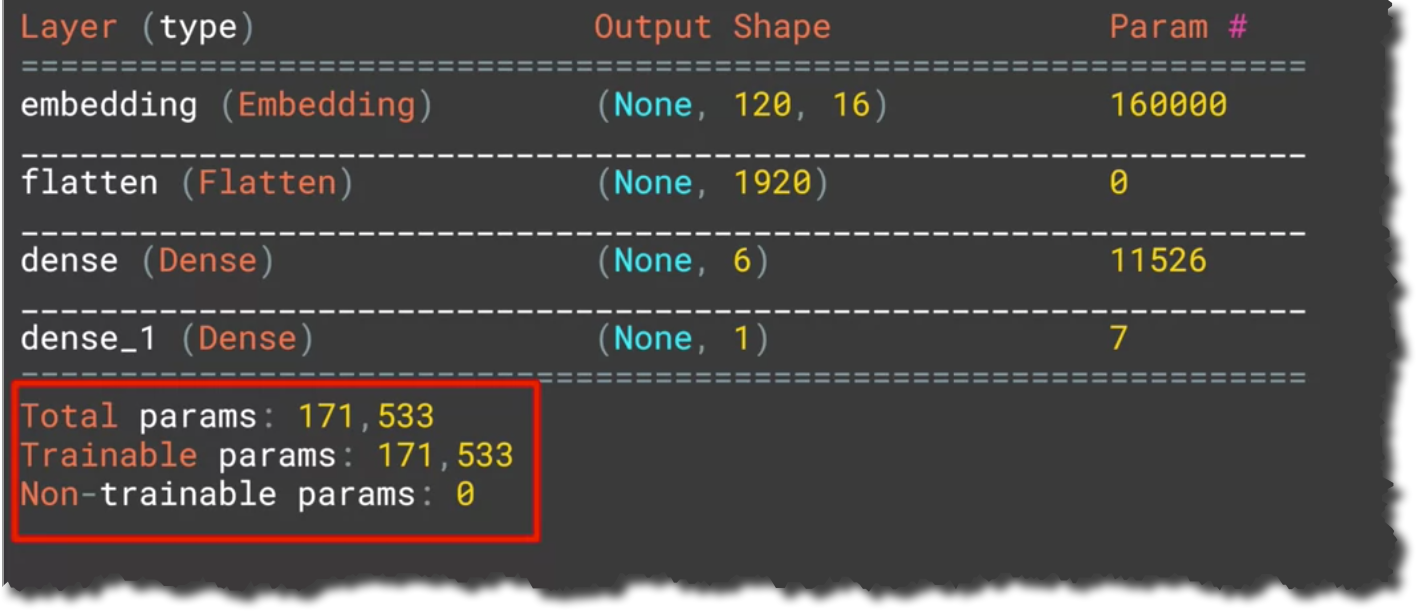 Layer (type) Output Shape Param #
=================================================================
embedding (Embedding) (None, 120, 16) 160000
_________________________________________________________________
flatten (Flatten) (None, 1920) 0
_________________________________________________________________
dense (Dense) (None, 6) 11526
_________________________________________________________________
dense_1 (Dense) (None, 1) 7
=================================================================
Total params: 171,533
Trainable params: 171,533
Non-trainable params: 0